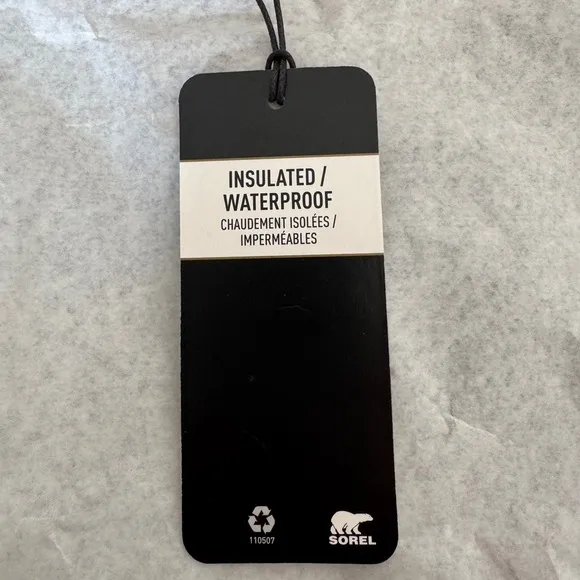 INSULATED /
WATERPROOF
CHAUDEMENT ISOLÉES /
IMPERMÉABLES
110507
SOREL